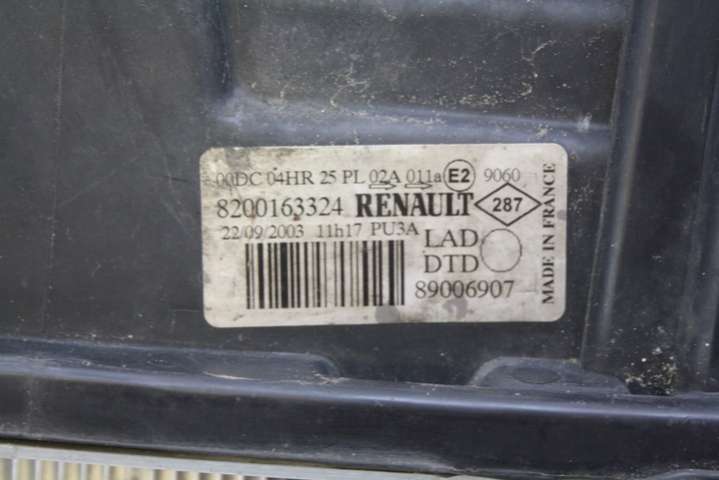 00DC 04HR 25 PL 02A 011a E2 9060
8200163324 RENAULT 287
22/09/2003 11h17 PU3A
LAD
DTD
89006907
MADE IN FRANCE